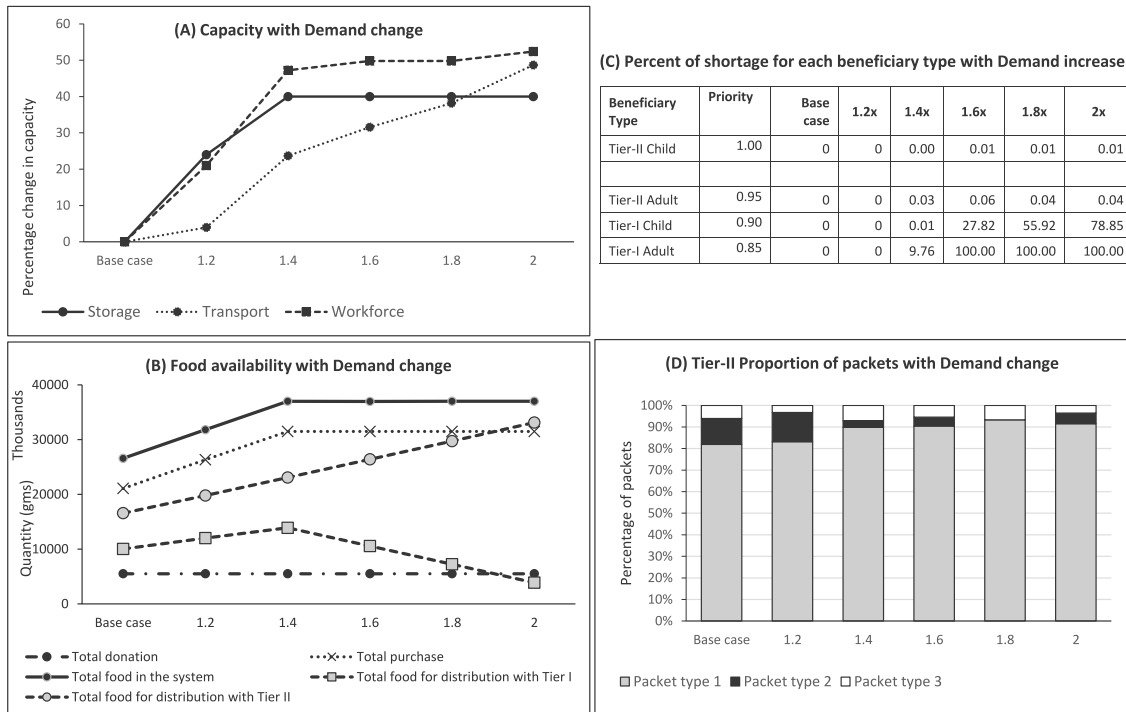 (A) Capacity with Demand change
Percentage change in capacity
60
50
40
30
20
10
0
Base case 1.2 1.4 1.6 1.8 2
Storage Transport Workforce
(C) Percent of shortage for each beneficiary type with Demand increase
Beneficiary Type Priority Base case 1.2x 1.4x 1.6x 1.8x 2x
Tier-II Child 1.00 0 0 0.00 0.01 0.01 0.01
Tier-II Adult 0.95 0 0 0.03 0.06 0.04 0.04
Tier-I Child 0.90 0 0 0.01 27.82 55.92 78.85
Tier-I Adult 0.85 0 0 9.76 100.00 100.00 100.00
(B) Food availability with Demand change
Quantity (gms) Thousands
40000
30000
20000
10000
0
Base case 1.2 1.4 1.6 1.8 2
Total donation Total purchase
Total food in the system Total food for distribution with Tier I
Total food for distribution with Tier II
(D) Tier-II Proportion of packets with Demand change
Percentage of packets
100%
90%
80%
70%
60%
50%
40%
30%
20%
10%
0%
Base case 1.2 1.4 1.6 1.8 2
Packet type 1 Packet type 2 Packet type 3